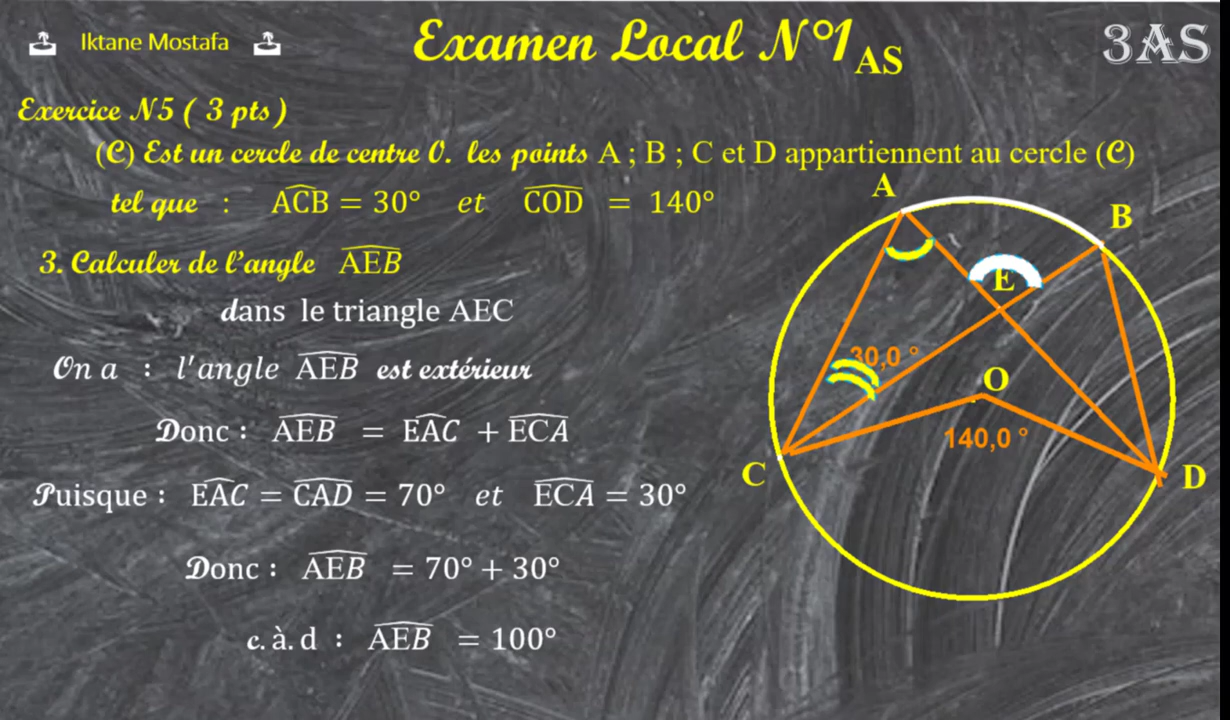 Iktane Mostafa
Examen Local N°1 AS
3AS
Exercice N5 ( 3 pts )
(C) Est un cercle de centre O. les points A ; B ; C et D appartiennent au cercle (C)
tel que : ACB = 30° et COD = 140°
3. Calculer de l'angle AEB
dans le triangle AEC
On a : l'angle AEB est extérieur
Donc : AEB = EAC + ECA
Puisque : EAC = CAD = 70° et ECA = 30°
Donc : AEB = 70° + 30°
c.à.d : AEB = 100°
A
B
E
30,0 °
O
140,0 °
C
D